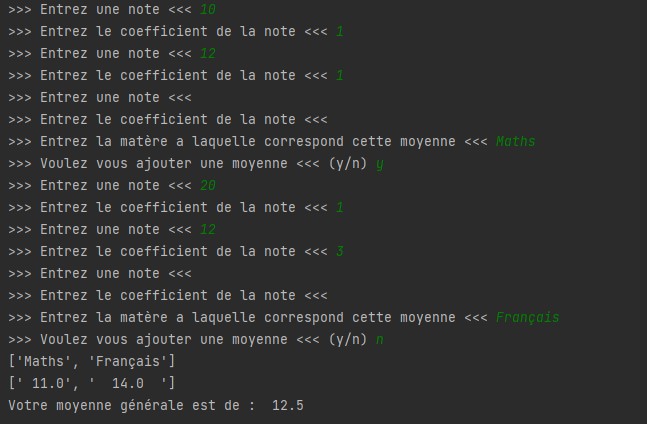 >>> Entrez une note <<< 10
>>> Entrez le coefficient de la note <<< 1
>>> Entrez une note <<< 12
>>> Entrez le coefficient de la note <<< 1
>>> Entrez une note <<<
>>> Entrez le coefficient de la note <<<
>>> Entrez la matère a laquelle correspond cette moyenne <<< Maths
>>> Voulez vous ajouter une moyenne <<< (y/n) y
>>> Entrez une note <<< 20
>>> Entrez le coefficient de la note <<< 1
>>> Entrez une note <<< 12
>>> Entrez le coefficient de la note <<< 3
>>> Entrez une note <<<
>>> Entrez le coefficient de la note <<<
>>> Entrez la matère a laquelle correspond cette moyenne <<< Français
>>> Voulez vous ajouter une moyenne <<< (y/n) n
['Maths', 'Français']
[' 11.0', '  14.0  ']
Votre moyenne générale est de :  12.5